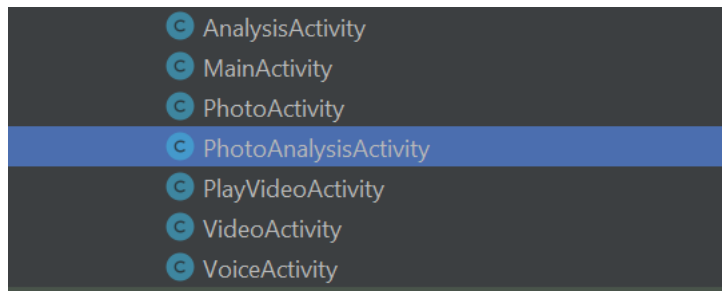 C AnalysisActivity
C MainActivity
C PhotoActivity
C PhotoAnalysisActivity
C PlayVideoActivity
C VideoActivity
C VoiceActivity